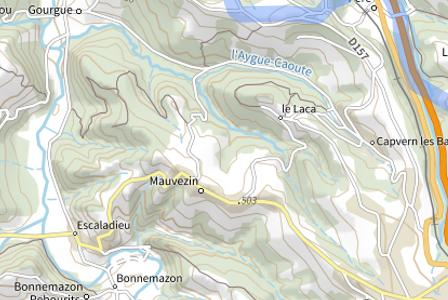 Gourgue
D157
l'Aygue-Caoute
le Laca
Capvern les Ba
Mauvezin
503
Escaladieu
Bonnemazon
Bonnemazon
Rebourits